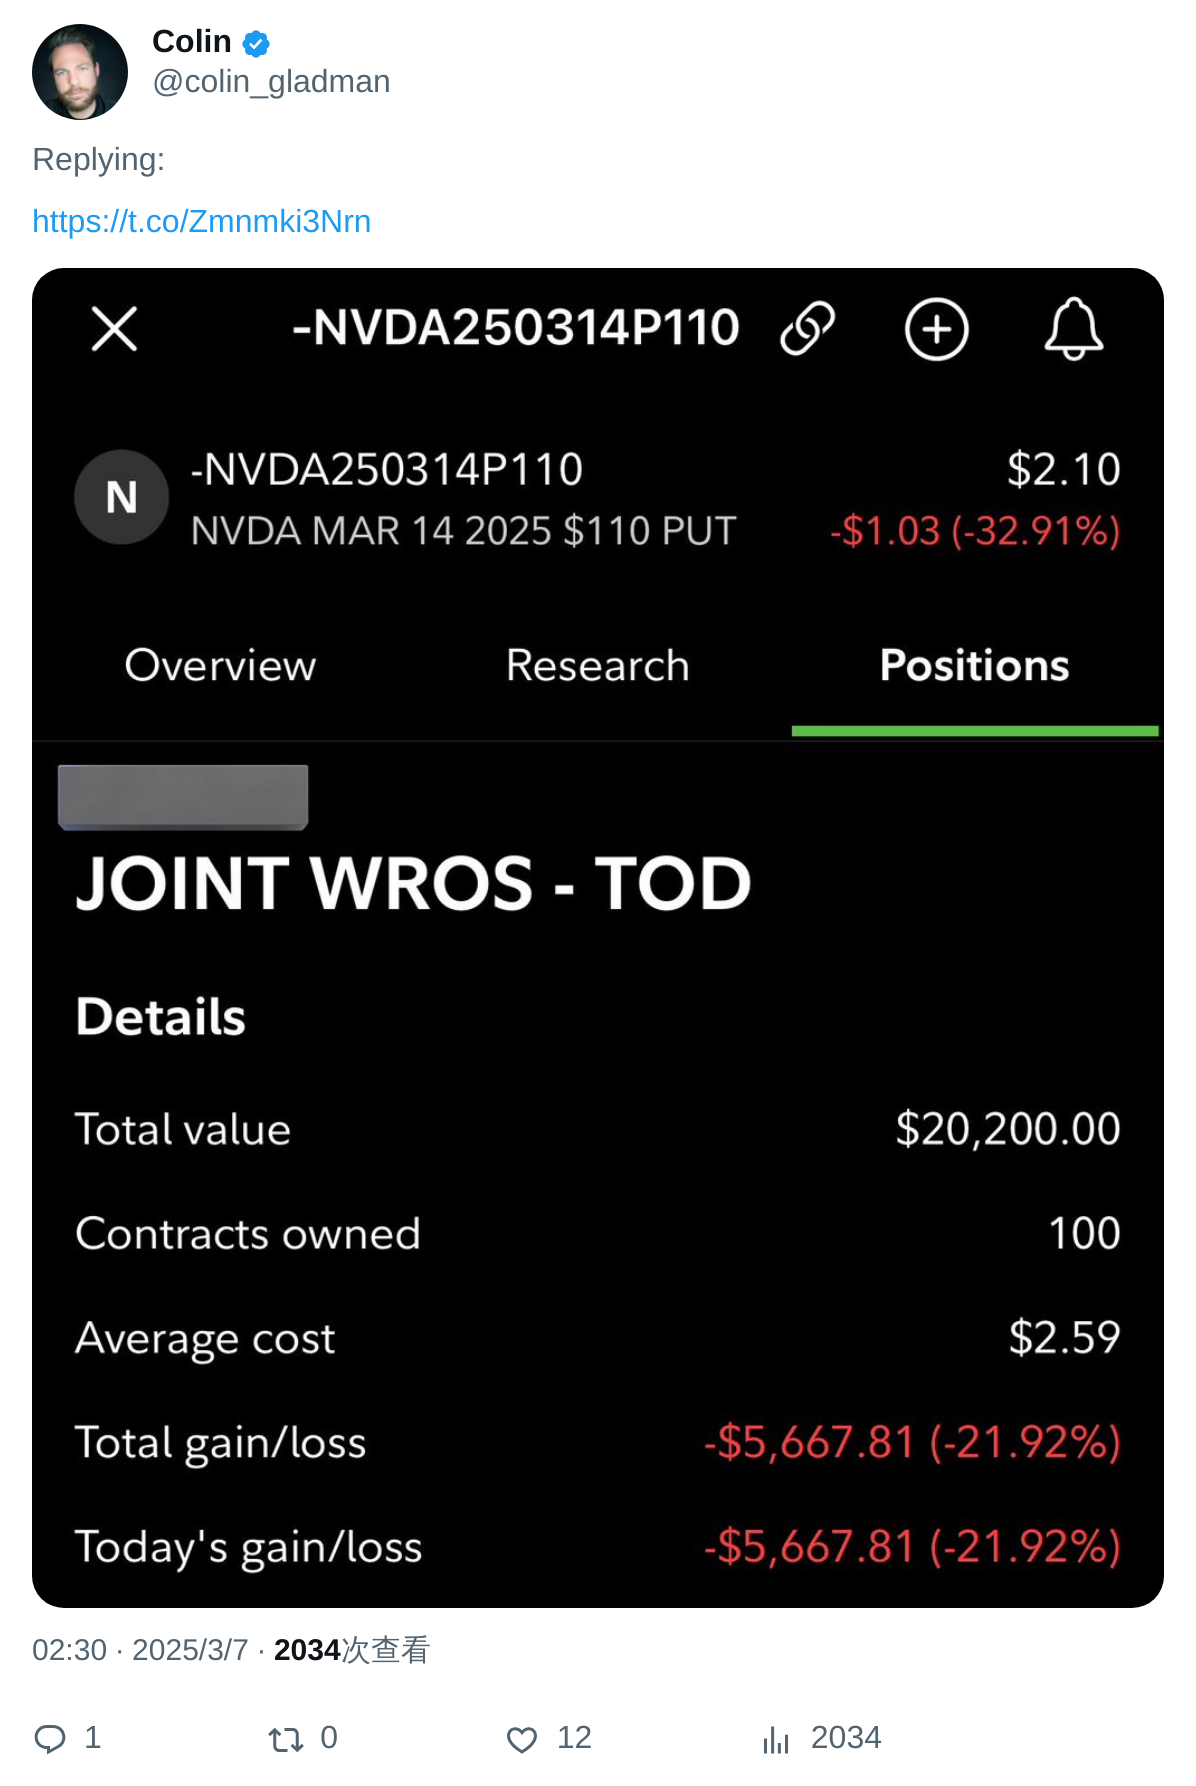 Colin
@colin_gladman
Replying:
https://t.co/Zmnmki3Nrn
-NVDA250314P110
N
-NVDA250314P110
$2.10
NVDA MAR 14 2025 $110 PUT
-$1.03 (-32.91%)
Overview Research Positions
JOINT WROS - TOD
Details
Total value $20,200.00
Contracts owned 100
Average cost $2.59
Total gain/loss -$5,667.81 (-21.92%)
Today's gain/loss -$5,667.81 (-21.92%)
02:30 · 2025/3/7 · 2034次查看
1 0 12 2034